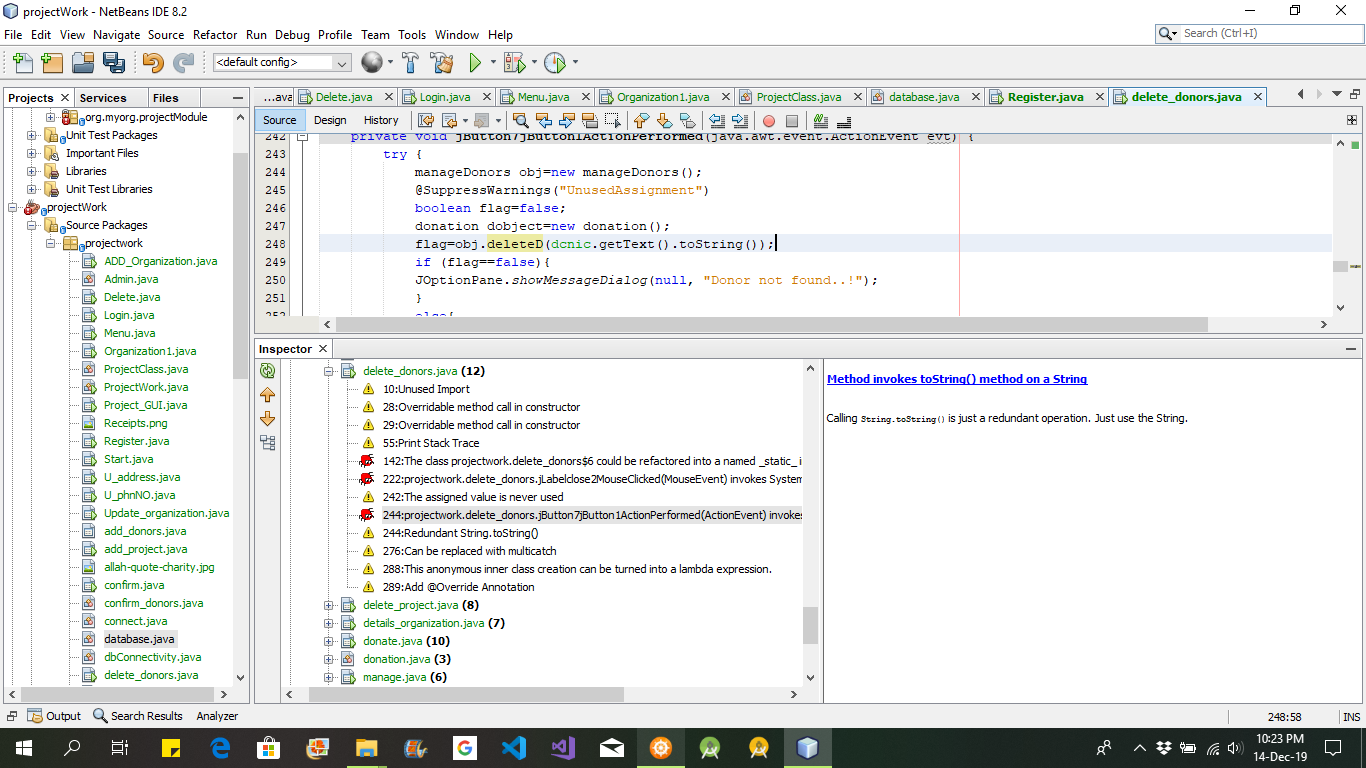 projectWork - NetBeans IDE 8.2
File Edit View Navigate Source Refactor Run Debug Profile Team Tools Window Help
Search (Ctrl+I)
<default config>
Projects Services Files
...ava Delete.java Login.java Menu.java Organization1.java ProjectClass.java database.java Register.java delete_donors.java
Source Design History
org.myorg.projectModule
Unit Test Packages
Important Files
Libraries
Unit Test Libraries
projectWork
Source Packages
projectwork
ADD_Organization.java
Admin.java
Delete.java
Login.java
Menu.java
Organization1.java
ProjectClass.java
ProjectWork.java
Project_GUI.java
Receipts.png
Register.java
Start.java
U_address.java
U_phnNO.java
Update_organization.java
add_donors.java
add_project.java
allah-quote-charity.jpg
confirm.java
confirm_donors.java
connect.java
database.java
dbConnectivity.java
delete_donors.java
242 private void jButton7jButton1ActionPerformed(java.awt.event.ActionEvent evt) {
243 try {
244 manageDonors obj=new manageDonors();
245 @SuppressWarnings("UnusedAssignment")
246 boolean flag=false;
247 donation dobject=new donation();
248 flag=obj.deleteD(dcnic.getText().toString());
249 if (flag==false){
250 JOptionPane.showMessageDialog(null, "Donor not found..!");
251 }
252 else{
Inspector
delete_donors.java (12)
10:Unused Import
28:Overridable method call in constructor
29:Overridable method call in constructor
55:Print Stack Trace
142:The class projectwork.delete_donors$6 could be refactored into a named _static_ i
222:projectwork.delete_donors.jLabelclose2MouseClicked(MouseEvent) invokes System
242:The assigned value is never used
244:projectwork.delete_donors.jButton7jButton1ActionPerformed(ActionEvent) invokes
244:Redundant String.toString()
276:Can be replaced with multicatch
288:This anonymous inner class creation can be turned into a lambda expression.
289:Add @Override Annotation
delete_project.java (8)
details_organization.java (7)
donate.java (10)
donation.java (3)
manage.java (6)
Method invokes toString() method on a String
Calling String.toString() is just a redundant operation. Just use the String.
Output Search Results Analyzer
248:58 INS
10:23 PM
14-Dec-19